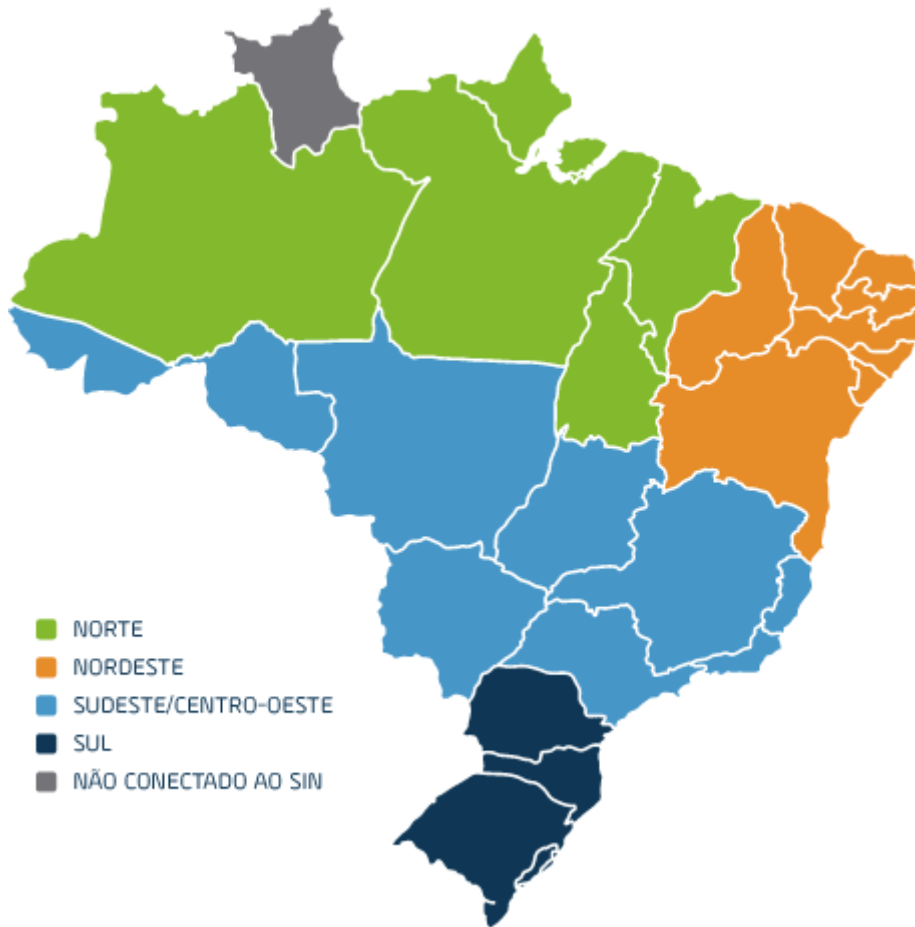 NORTE
NORDESTE
SUDESTE/CENTRO-OESTE
SUL
NÃO CONECTADO AO SIN